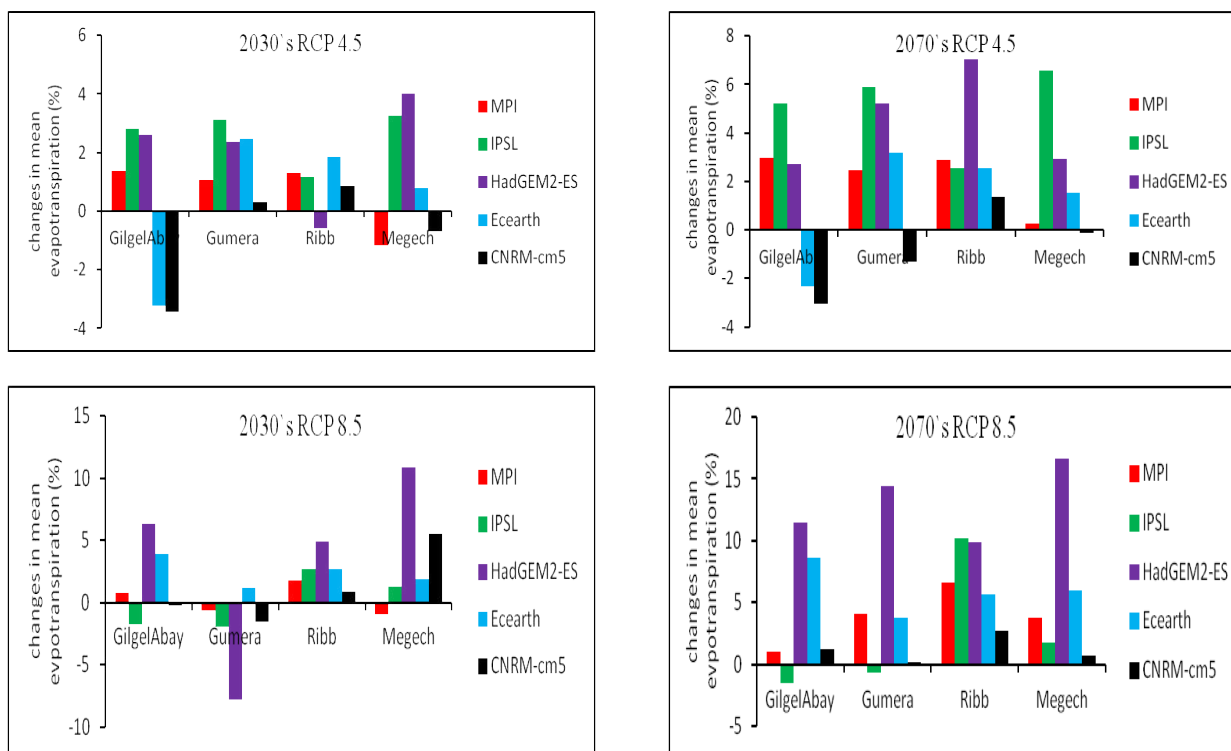 2030`s RCP 4.5
changes in mean
evapotranspiration (%)
6
4
2
0
-2
-4
GilgelAbay
Gumera
Ribb
Megech
MPI
IPSL
HadGEM2-ES
Ecearth
CNRM-cm5
2070`s RCP 4.5
changes in mean
evapotranspiration (%)
8
6
4
2
0
-2
-4
GilgelAbay
Gumera
Ribb
Megech
MPI
IPSL
HadGEM2-ES
Ecearth
CNRM-cm5
2030`s RCP 8.5
changes in mean
evpotranspiration (%)
15
10
5
0
-5
-10
GilgelAbay
Gumera
Ribb
Megech
MPI
IPSL
HadGEM2-ES
Ecearth
CNRM-cm5
2070`s RCP 8.5
changes in mean
evpotranspiration (%)
20
15
10
5
0
-5
GilgelAbay
Gumera
Ribb
Megech
MPI
IPSL
HadGEM2-ES
Ecearth
CNRM-cm5